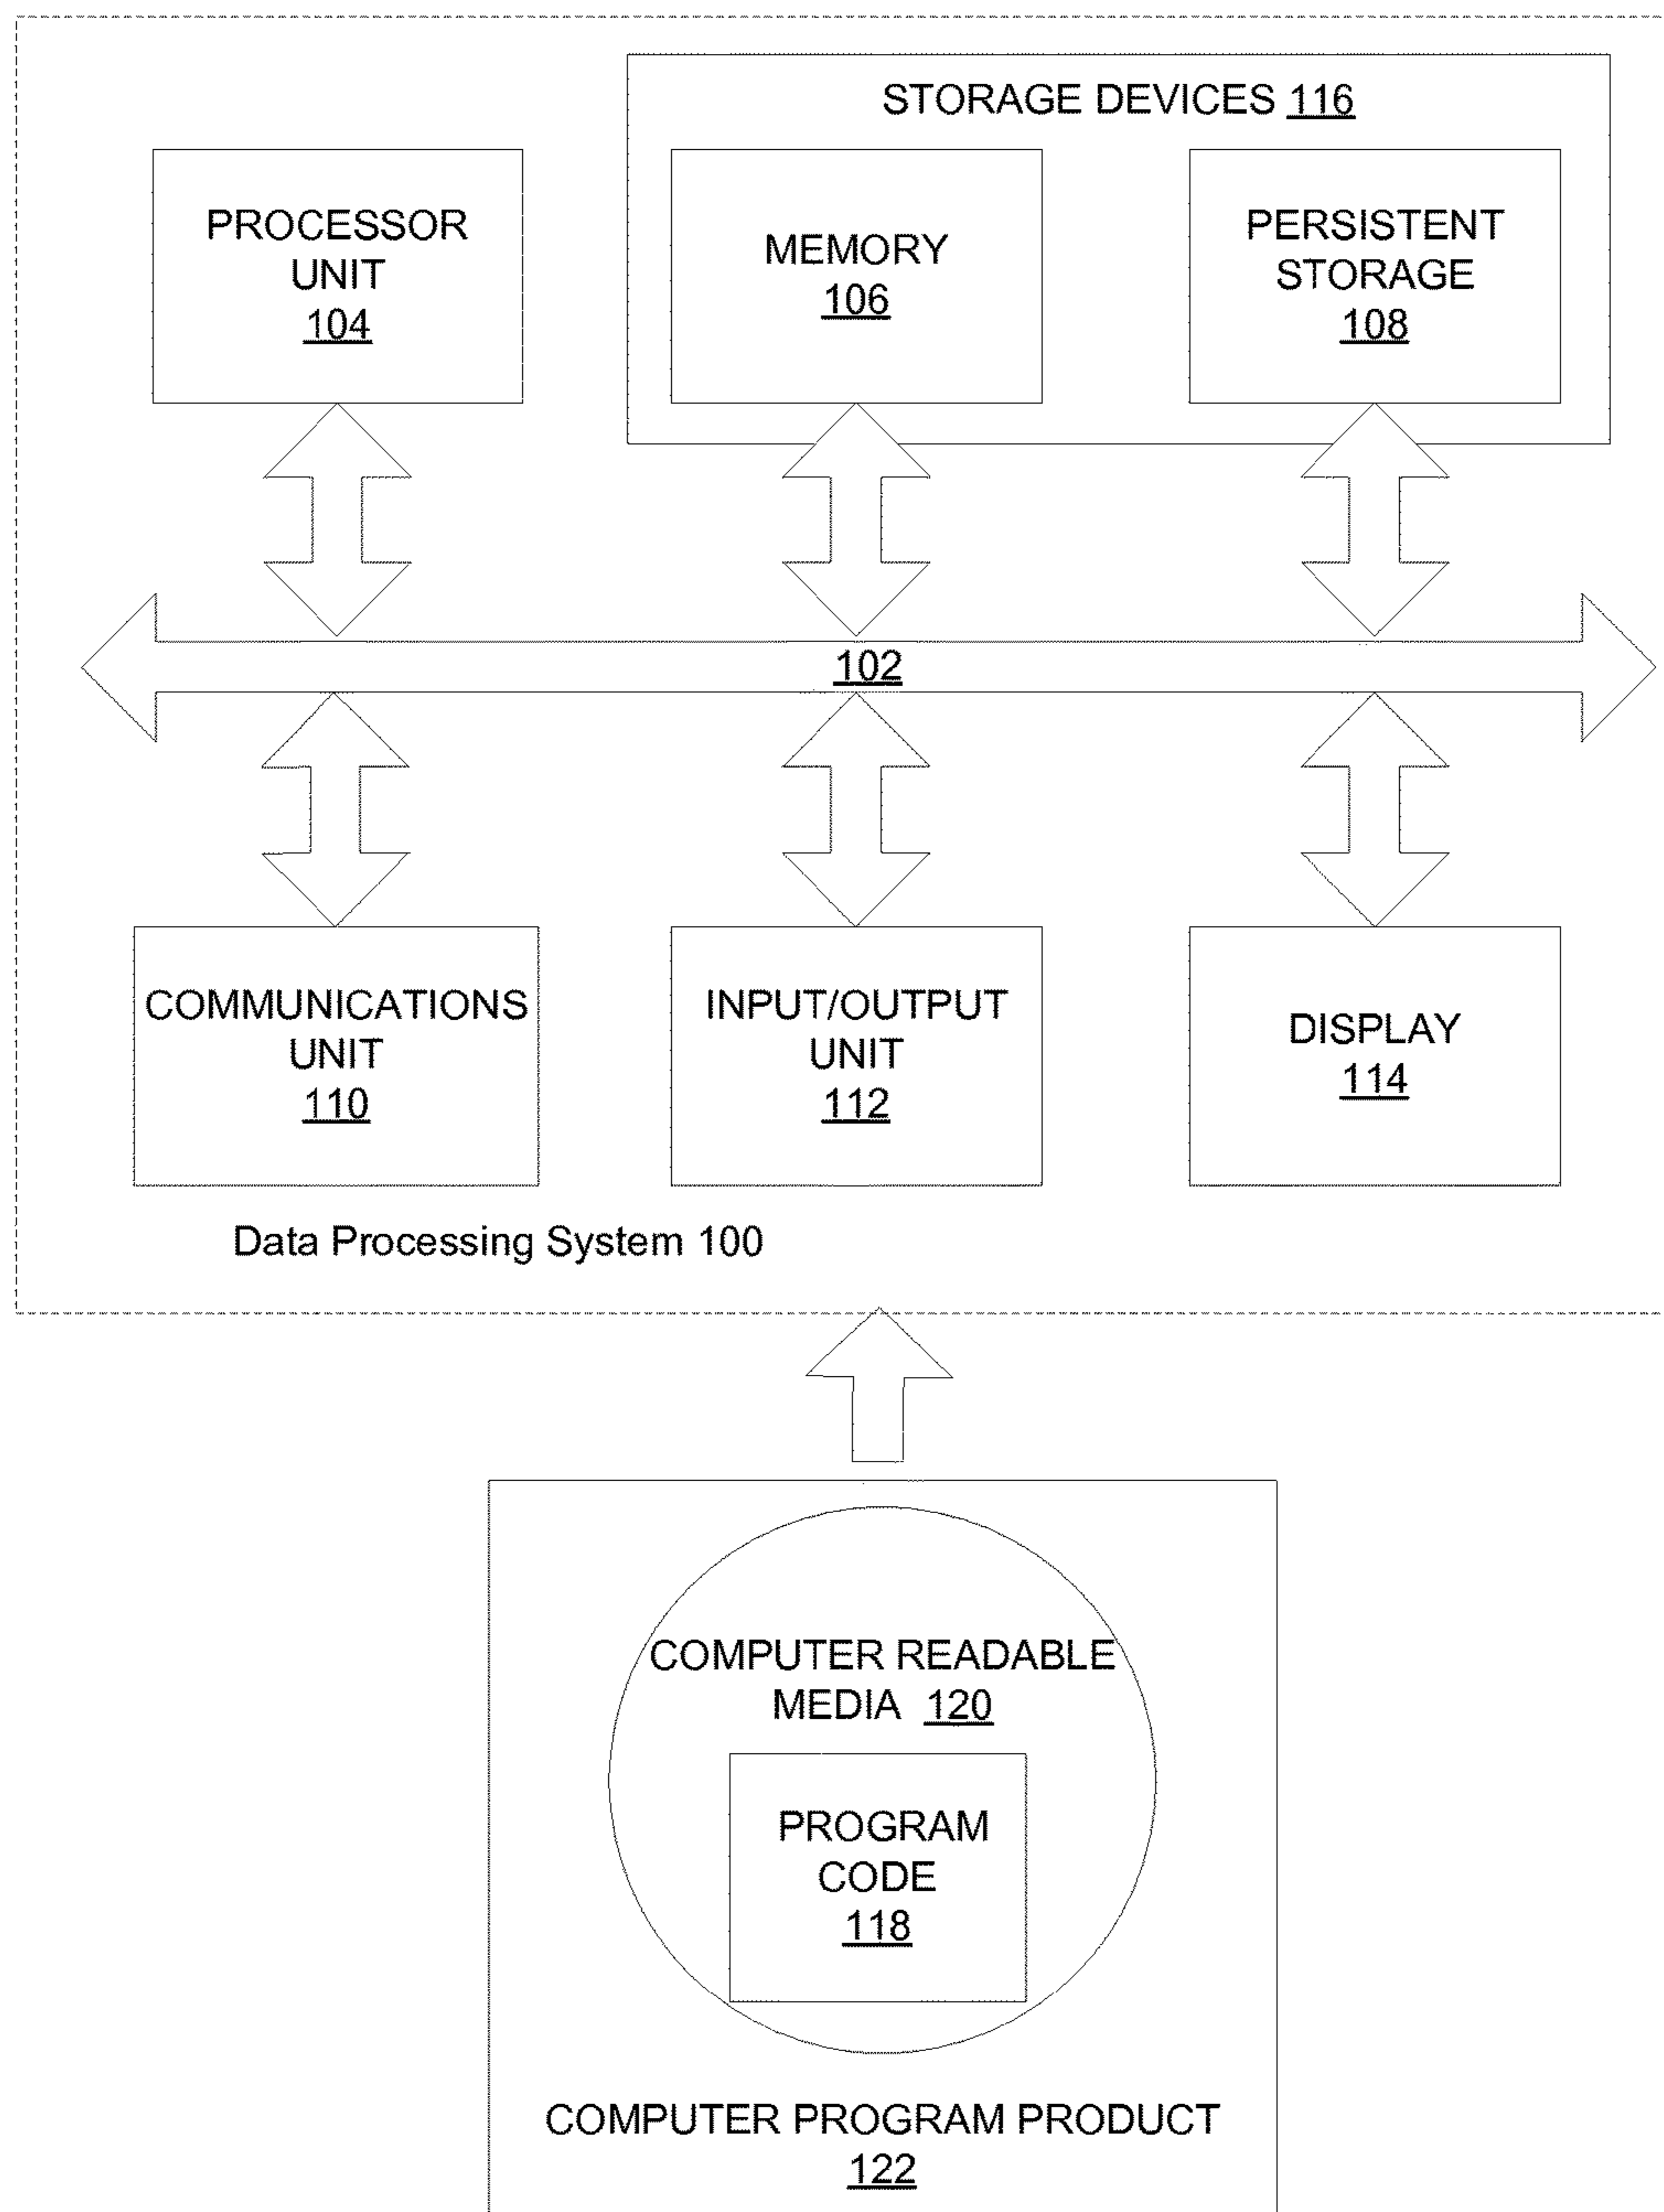 STORAGE DEVICES 116
PROCESSOR
UNIT
104
MEMORY
106
PERSISTENT
STORAGE
108
102
COMMUNICATIONS
UNIT
110
INPUT/OUTPUT
UNIT
112
DISPLAY
114
Data Processing System 100
COMPUTER READABLE
MEDIA 120
PROGRAM
CODE
118
COMPUTER PROGRAM PRODUCT
122